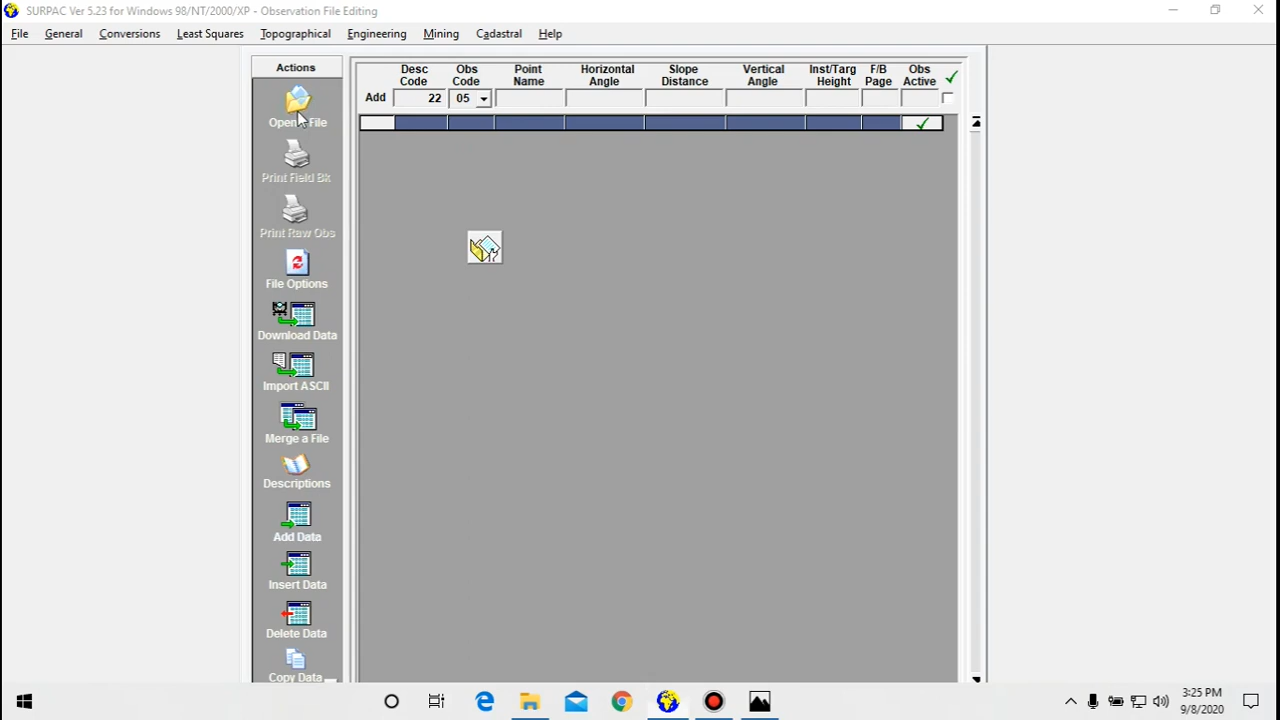 SURPAC Ver 5.23 for Windows 98/NT/2000/XP - Observation File Editing
File General Conversions Least Squares Topographical Engineering Mining Cadastral Help
Actions
Desc Code Obs Code Point Name Horizontal Angle Slope Distance Vertical Angle Inst/Targ Height F/B Page Obs Active
Add 22 05
Open File
Print Field Bk
Print Raw Obs
File Options
Download Data
Import ASCII
Merge a File
Descriptions
Add Data
Insert Data
Delete Data
Copy Data
3:25 PM
9/8/2020